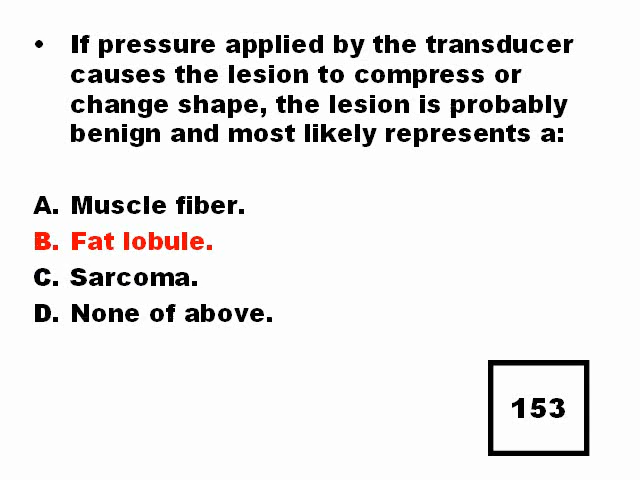 • If pressure applied by the transducer
causes the lesion to compress or
change shape, the lesion is probably
benign and most likely represents a:
A. Muscle fiber.
B. Fat lobule.
C. Sarcoma.
D. None of above.
153